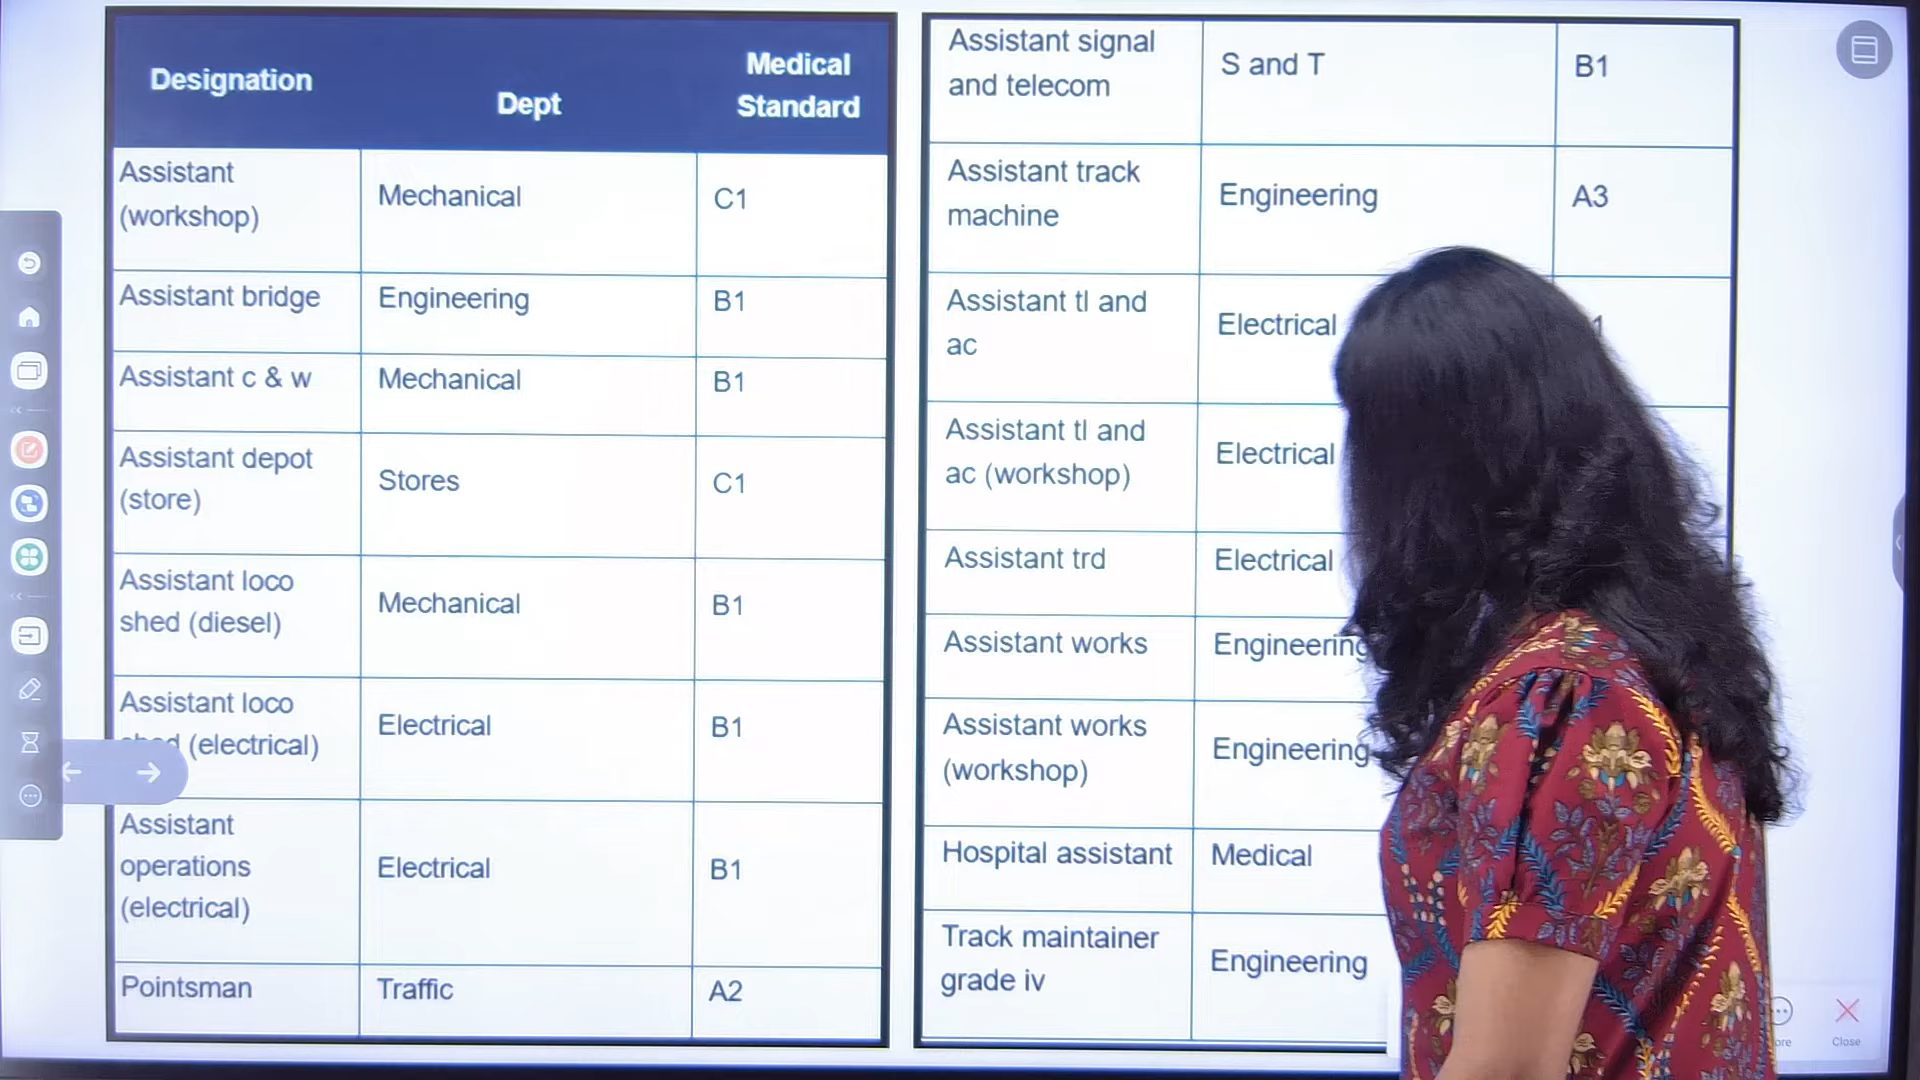 Designation Dept Medical
Standard
Assistant
(workshop) Mechanical C1
Assistant bridge Engineering B1
Assistant c & w Mechanical B1
Assistant depot
(store) Stores C1
Assistant loco
shed (diesel) Mechanical B1
Assistant loco
(electrical) Electrical B1
Assistant
operations
(electrical) Electrical B1
Pointsman Traffic A2
Assistant signal
and telecom S and T B1
Assistant track
machine Engineering A3
Assistant tl and
ac Electrical
Assistant tl and
ac (workshop) Electrical
Assistant trd Electrical
Assistant works Engineering
Assistant works
(workshop) Engineering
Hospital assistant Medical
Track maintainer
grade iv Engineering
Close